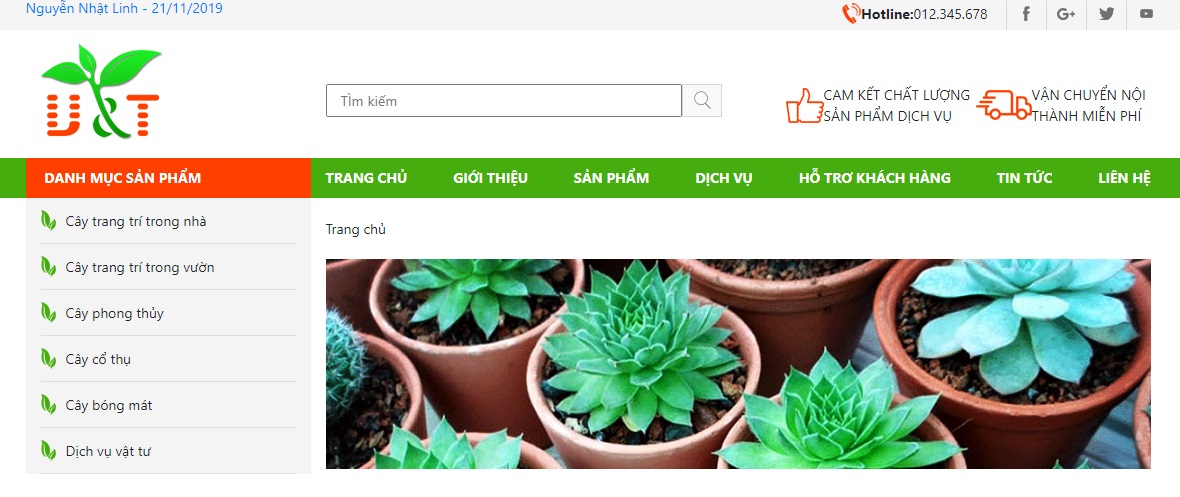 Nguyễn Nhật Linh - 21/11/2019
Hotline:012.345.678
G+
U&T
TÌm kiếm
CAM KẾT CHẤT LƯỢNG
SẢN PHẨM DỊCH VỤ
VẬN CHUYỂN NỘI
THÀNH MIỄN PHÍ
DANH MỤC SẢN PHẨM
TRANG CHỦ
GIỚI THIỆU
SẢN PHẨM
DỊCH VỤ
HỖ TRƠ KHÁCH HÀNG
TIN TỨC
LIÊN HỆ
Cây trang trí trong nhà
Cây trang trí trong vườn
Cây phong thủy
Cây cổ thụ
Cây bóng mát
Dịch vụ vật tư
Trang chủ